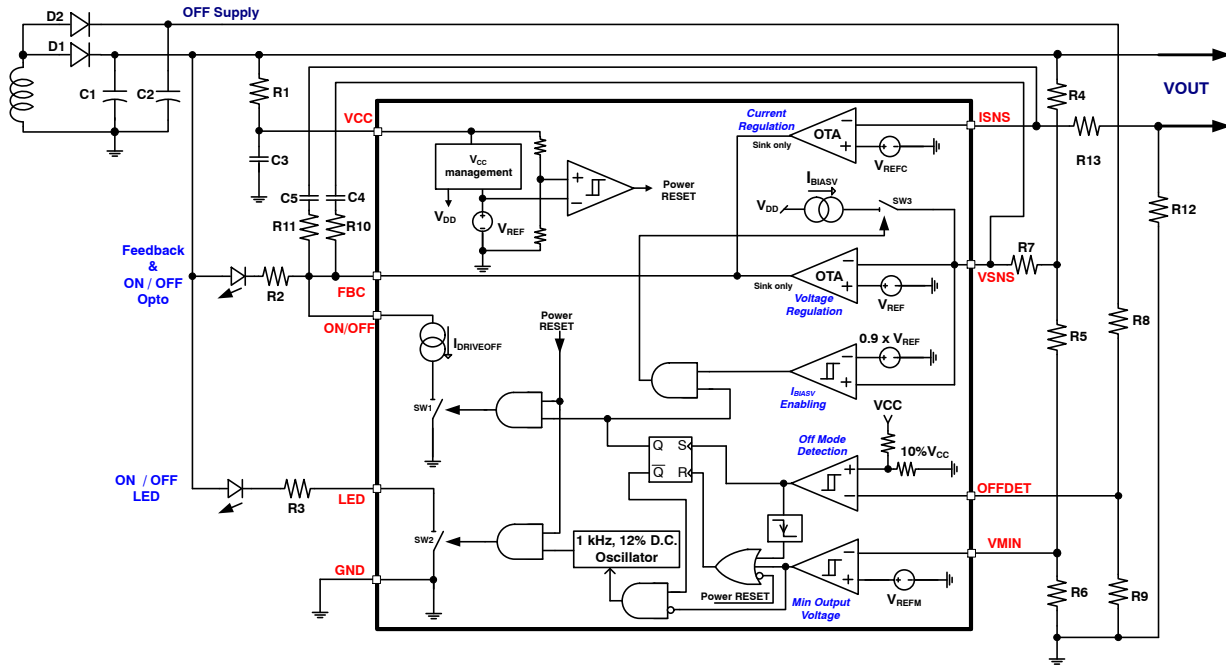 D2
OFF Supply
D1
C1
C2
R1
R4
VOUT
VCC
ISNS
R13
Current
Regulation
OTA
Sink only
−
+
VREFC
C3
VCC
management
VDD
VREF
+
−
Power
RESET
IBIASV
VDD
SW3
R12
C5
C4
R11
R10
Feedback
&
ON / OFF
Opto
R2
FBC
OTA
Sink only
−
+
VREF
Voltage
Regulation
R7
VSNS
ON/OFF
IDRIVEOFF
Power
RESET
R8
R5
0.9 x VREF
−
+
IBIASV
Enabling
SW1
VCC
10%VCC
Q
S
Q
R
Off Mode
Detection
+
−
OFFDET
ON / OFF
LED
R3
LED
SW2
1 kHz, 12% D.C.
Oscillator
VMIN
−
+
VREFM
GND
Power RESET
Min Output
Voltage
R6
R9